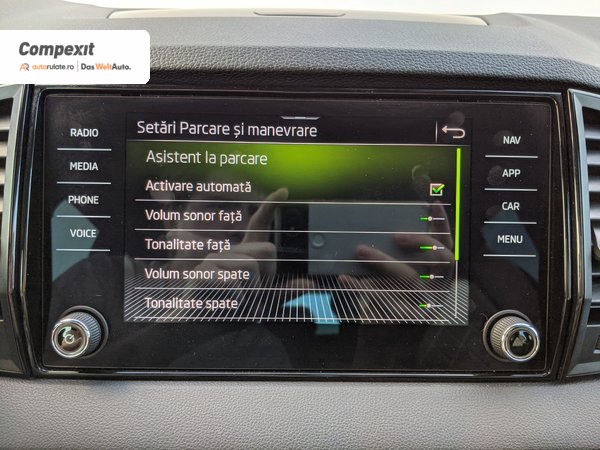 Compexit
AR autorulate.ro | Das WeltAuto.
Setări Parcare și manevrare
Asistent la parcare
Activare automată
Volum sonor față
Tonalitate față
Volum sonor spate
Tonalitate spate
RADIO
MEDIA
PHONE
VOICE
NAV
APP
CAR
MENU